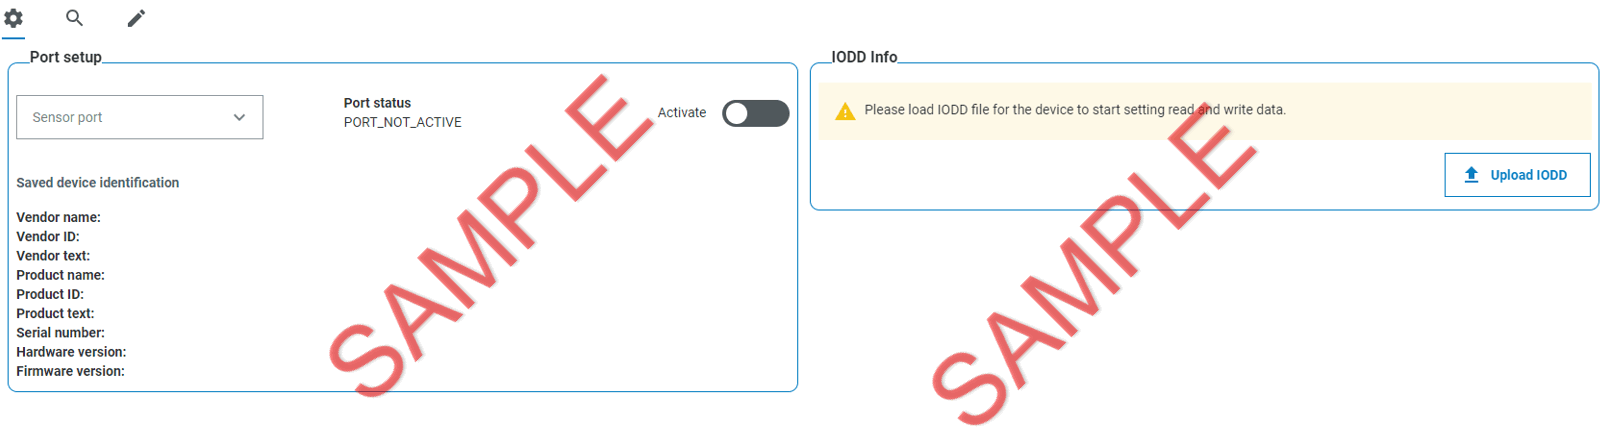 Port setup
Sensor port
Port status
PORT_NOT_ACTIVE
Activate
Saved device identification
Vendor name:
Vendor ID:
Vendor text:
Product name:
Product ID:
Product text:
Serial number:
Hardware version:
Firmware version:
SAMPLE
IODD Info
Please load IODD file for the device to start setting read and write data.
Upload IODD
SAMPLE